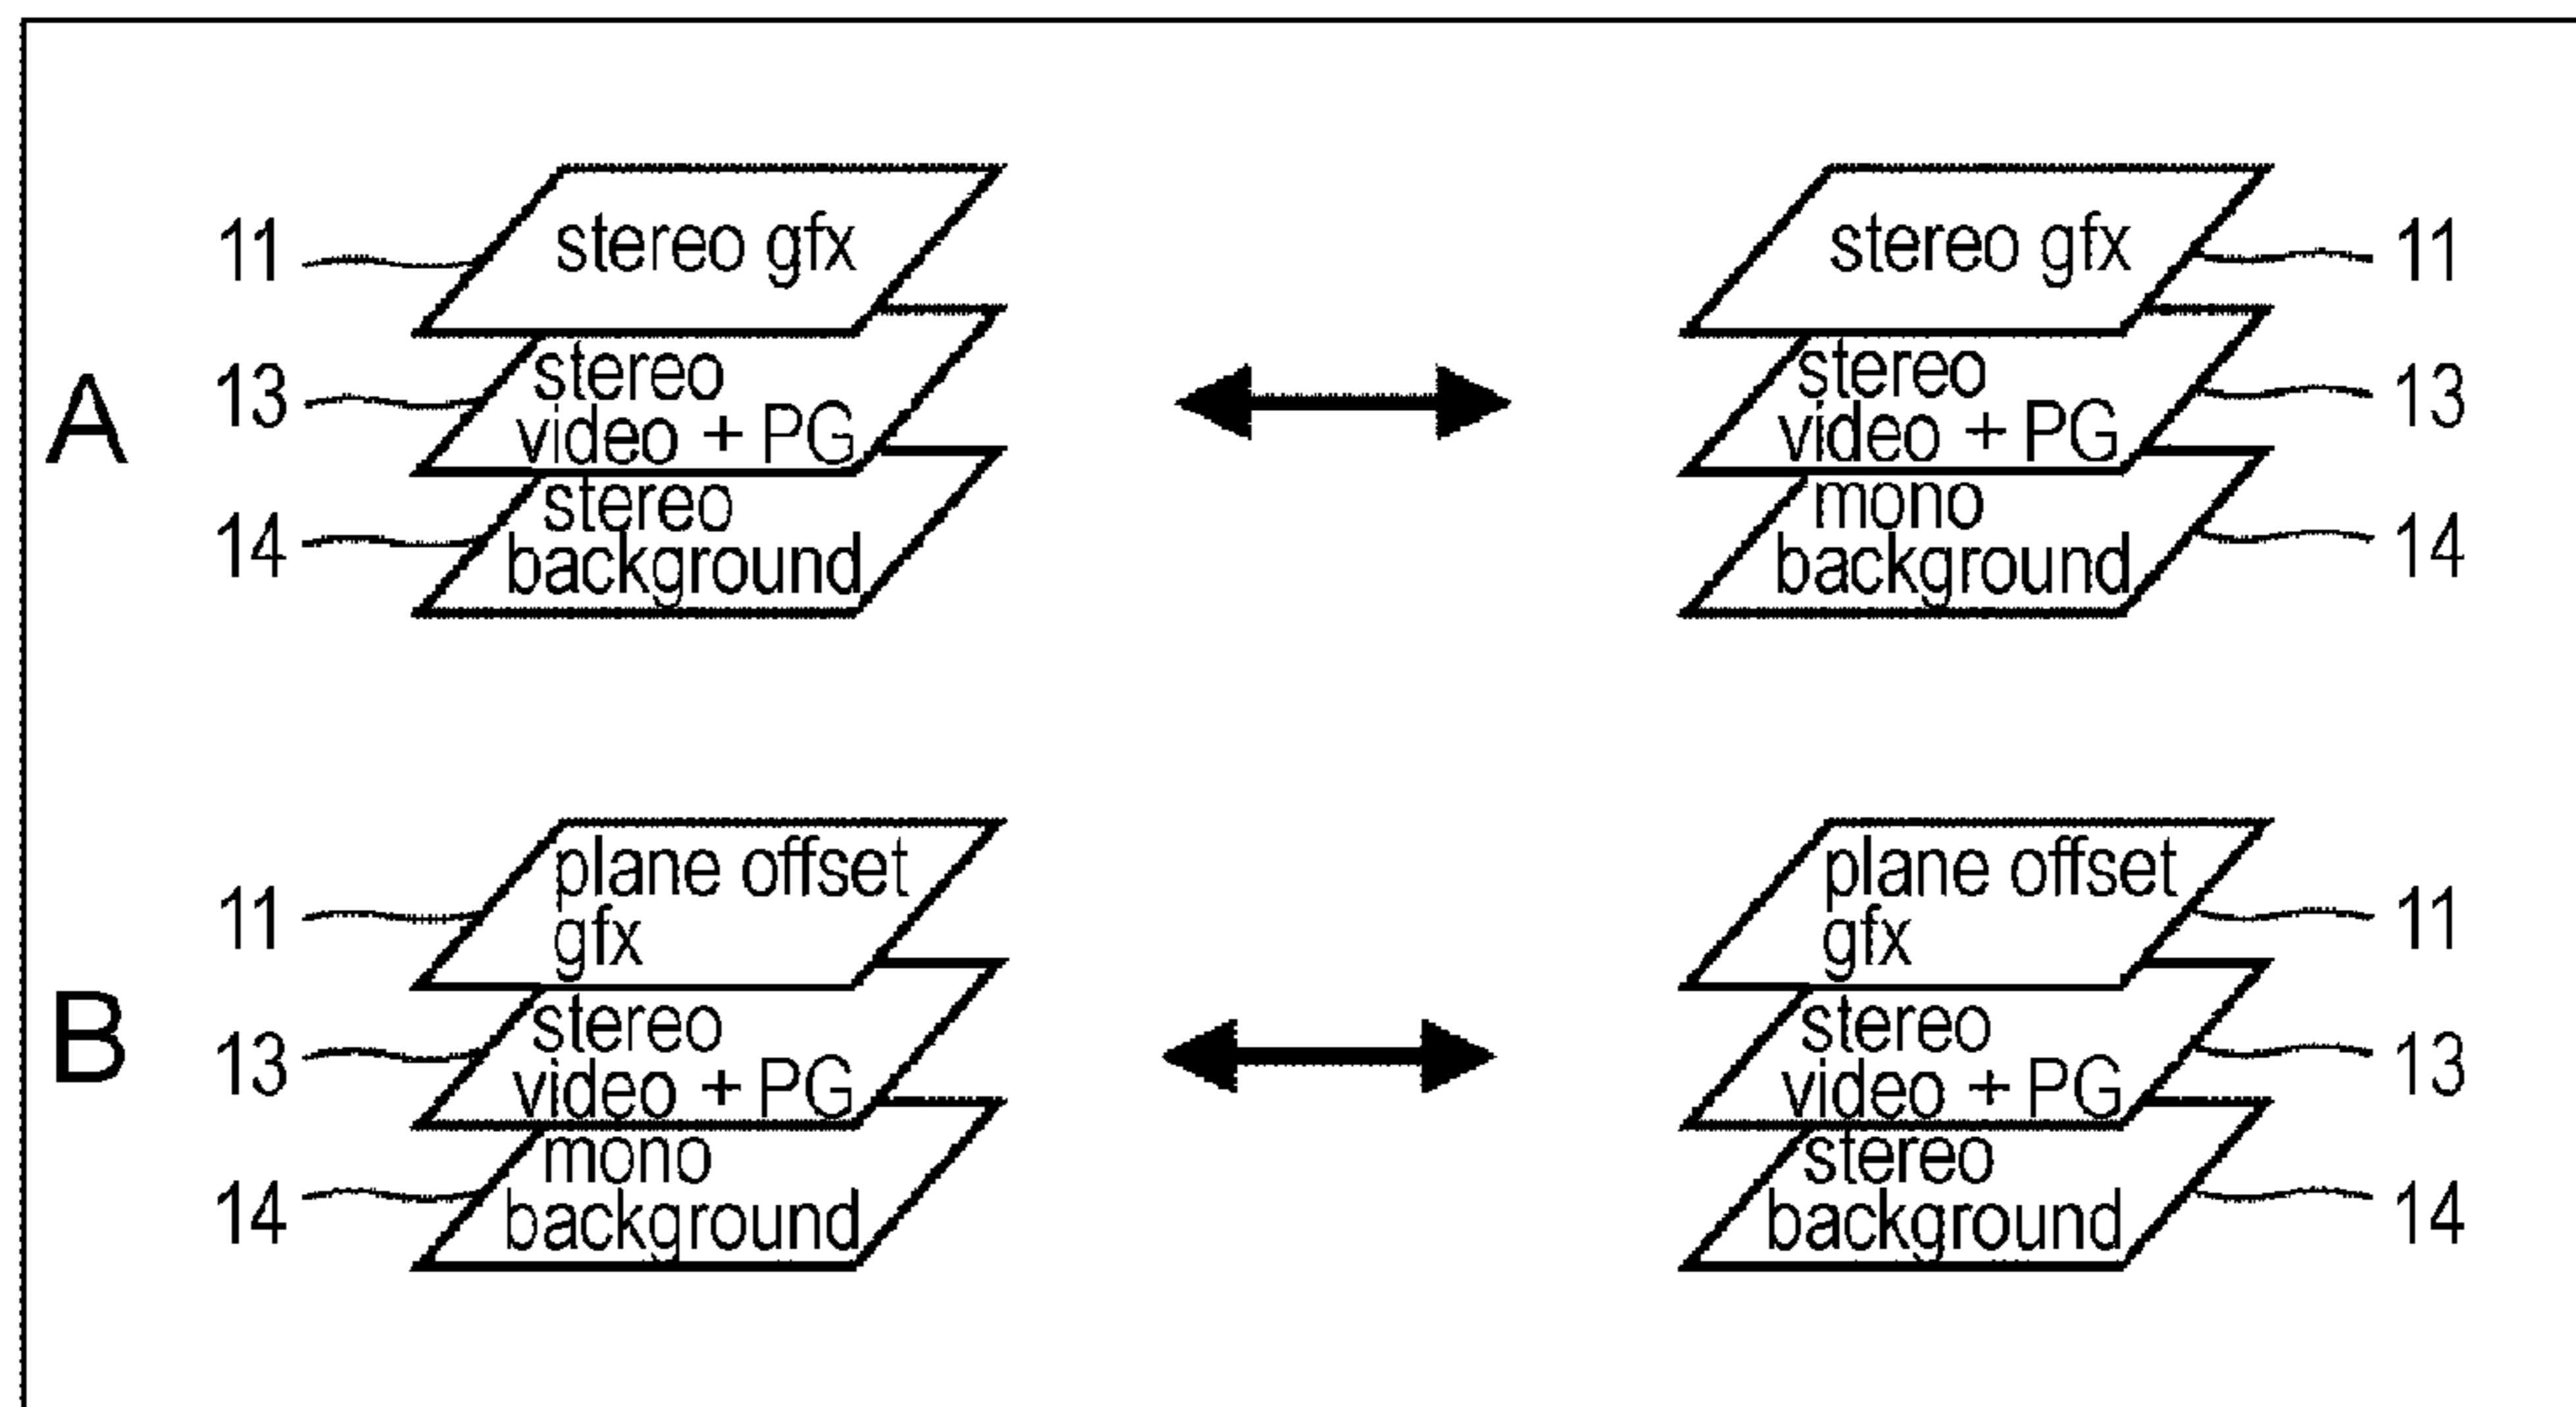 A
11
stereo gfx
13
stereo
video + PG
14
stereo
background
stereo gfx
11
stereo
video + PG
13
mono
background
14
B
11
plane offset
gfx
13
stereo
video + PG
14
mono
background
plane offset
gfx
11
stereo
video + PG
13
stereo
background
14